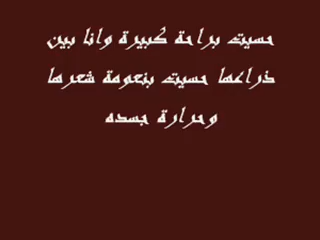 حسيت براحة كبيرة وانا بين
ذراعها حسيت بنعومة شعرها
وحرارة جسده